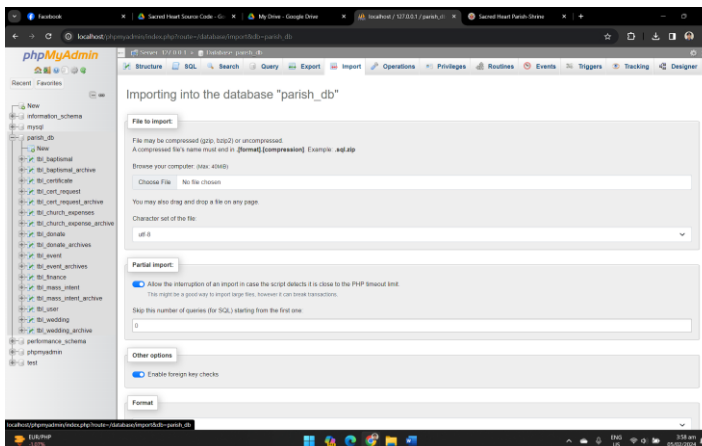 Facebook
Sacred Heart Source Code - Go
My Drive - Google Drive
localhost / 127.0.0.1 / parish_d
Sacred Heart Parish-Shrine
localhost/phpmyadmin/index.php?route=/database/import&db=parish_db
phpMyAdmin
Recent Favorites
New
information_schema
mysql
parish_db
New
tbl_baptismal
tbl_baptismal_archive
tbl_certificate
tbl_cert_request
tbl_cert_request_archive
tbl_church_expenses
tbl_church_expense_archive
tbl_donate
tbl_donate_archives
tbl_event
tbl_event_archives
tbl_finance
tbl_mass_intent
tbl_mass_intent_archive
tbl_user
tbl_wedding
tbl_wedding_archive
performance_schema
phpmyadmin
test
Server: 127.0.0.1 » Database: parish_db
Structure SQL Search Query Export Import Operations Privileges Routines Events Triggers Tracking Designer
Importing into the database "parish_db"
File to import:
File may be compressed (gzip, bzip2) or uncompressed.
A compressed file's name must end in .[format].[compression]. Example: .sql.zip
Browse your computer: (Max: 40MiB)
Choose File No file chosen
You may also drag and drop a file on any page.
Character set of the file:
utf-8
Partial import:
Allow the interruption of an import in case the script detects it is close to the PHP timeout limit.
This might be a good way to import large files, however it can break transactions.
Skip this number of queries (for SQL) starting from the first one:
0
Other options
Enable foreign key checks
Format
localhost/phpmyadmin/index.php?route=/database/import&db=parish_db
EUR/PHP
-1.07%
ENG
US
3:58 am
05/02/2024